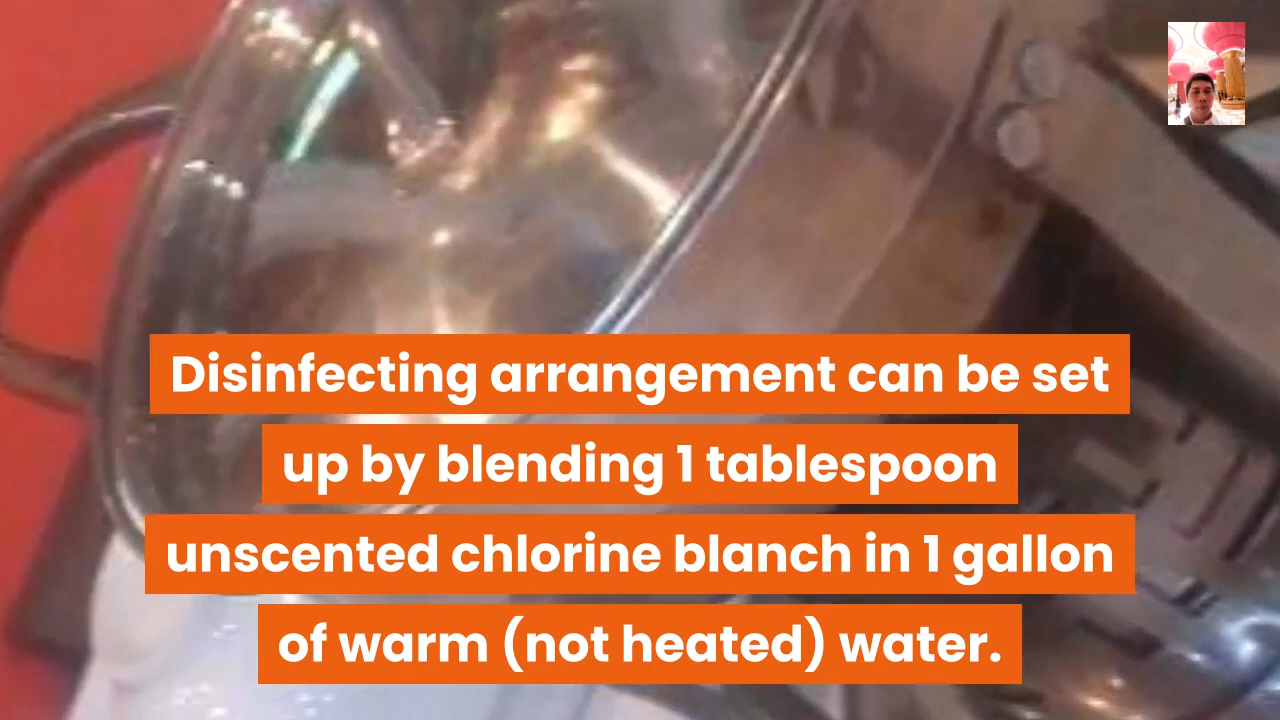 Disinfecting arrangement can be set
up by blending 1 tablespoon
unscented chlorine blanch in 1 gallon
of warm (not heated) water.